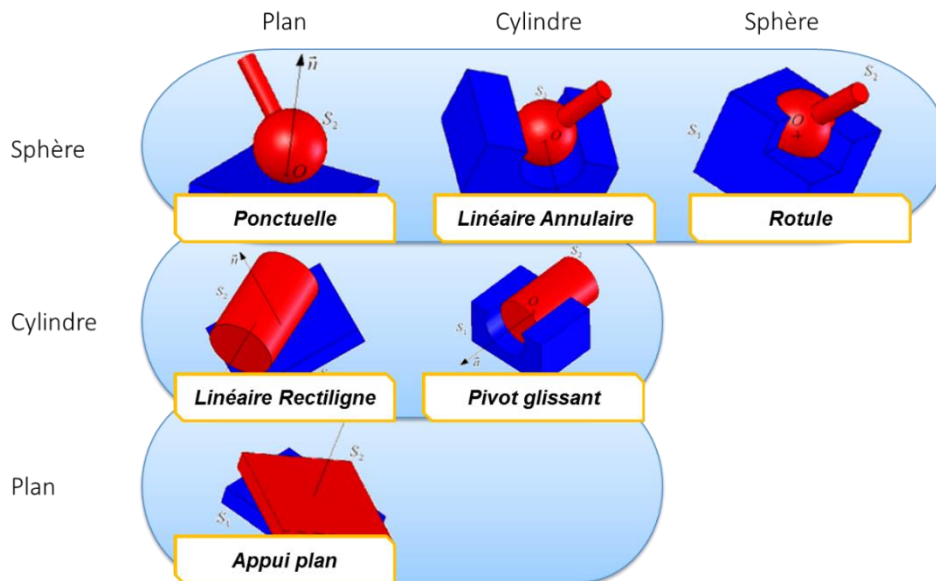 Plan Cylindre Sphère
Sphère
n S₂ O
S₁ O
S₂ O S₁
Ponctuelle Linéaire Annulaire Rotule
Cylindre
n S₂
S₂ O S₁ a
Linéaire Rectiligne Pivot glissant
Plan
S₂
S₁
Appui plan